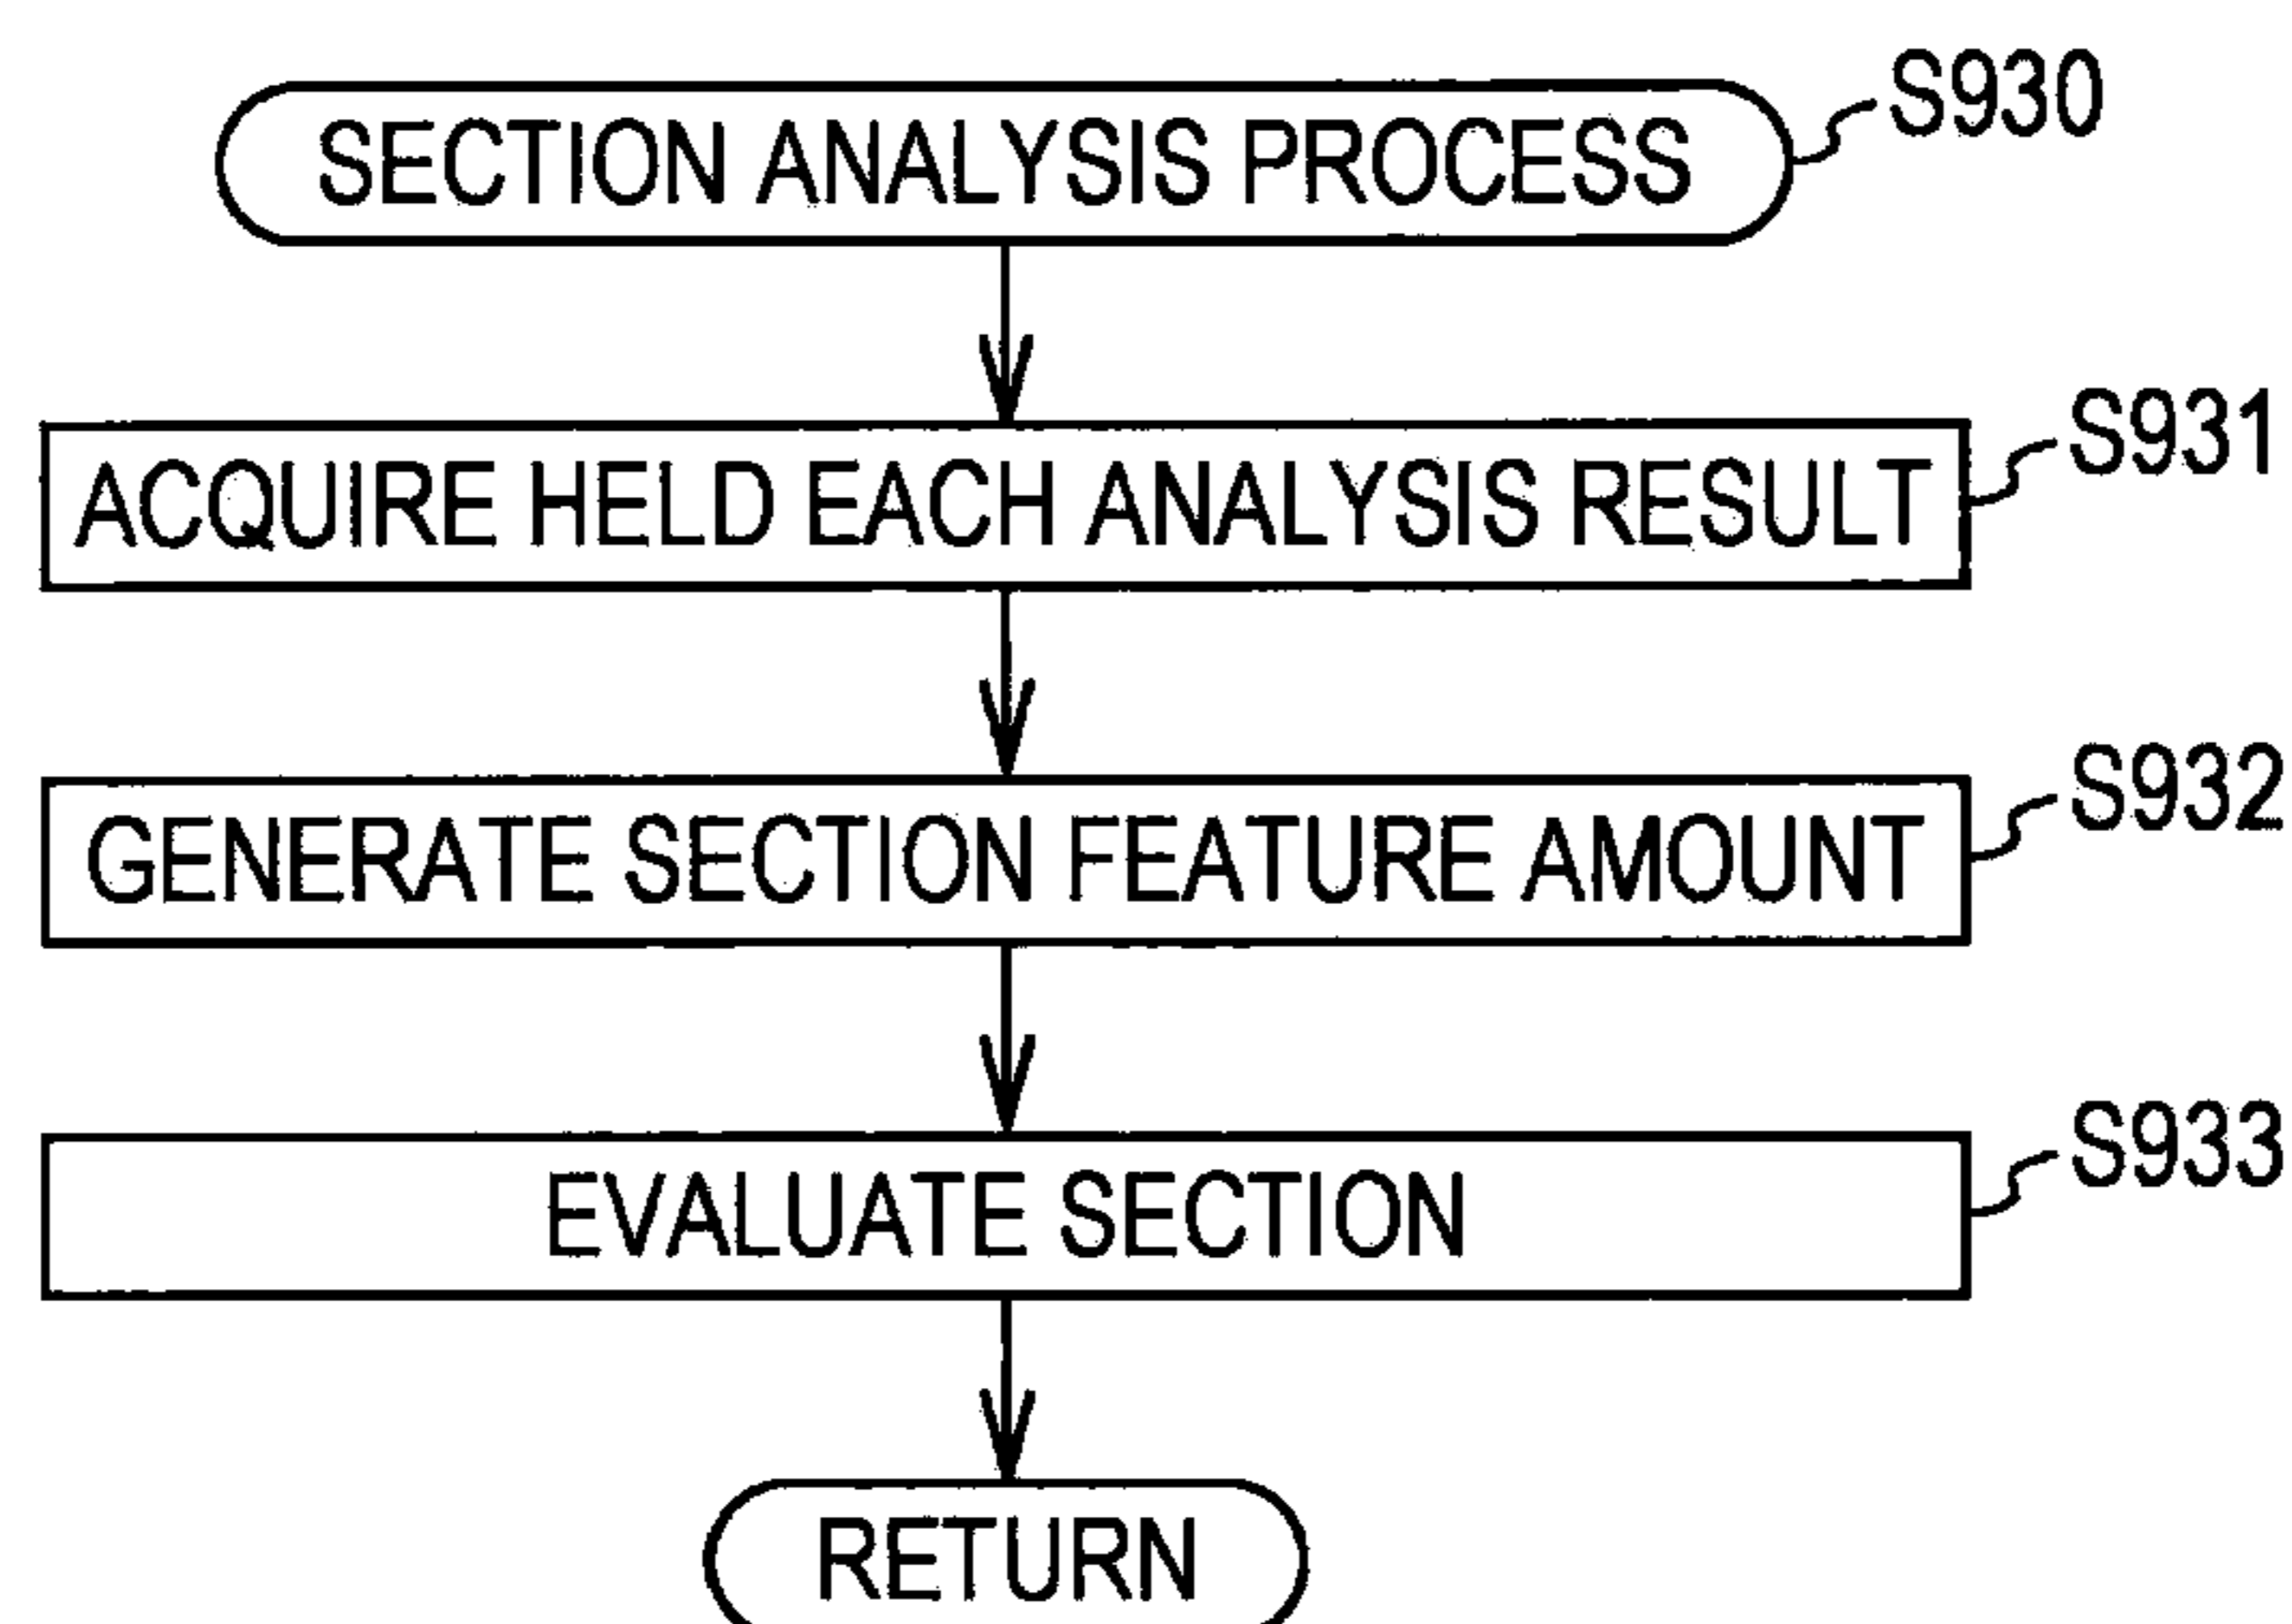 SECTION ANALYSIS PROCESS S930
ACQUIRE HELD EACH ANALYSIS RESULT S931
GENERATE SECTION FEATURE AMOUNT S932
EVALUATE SECTION S933
RETURN